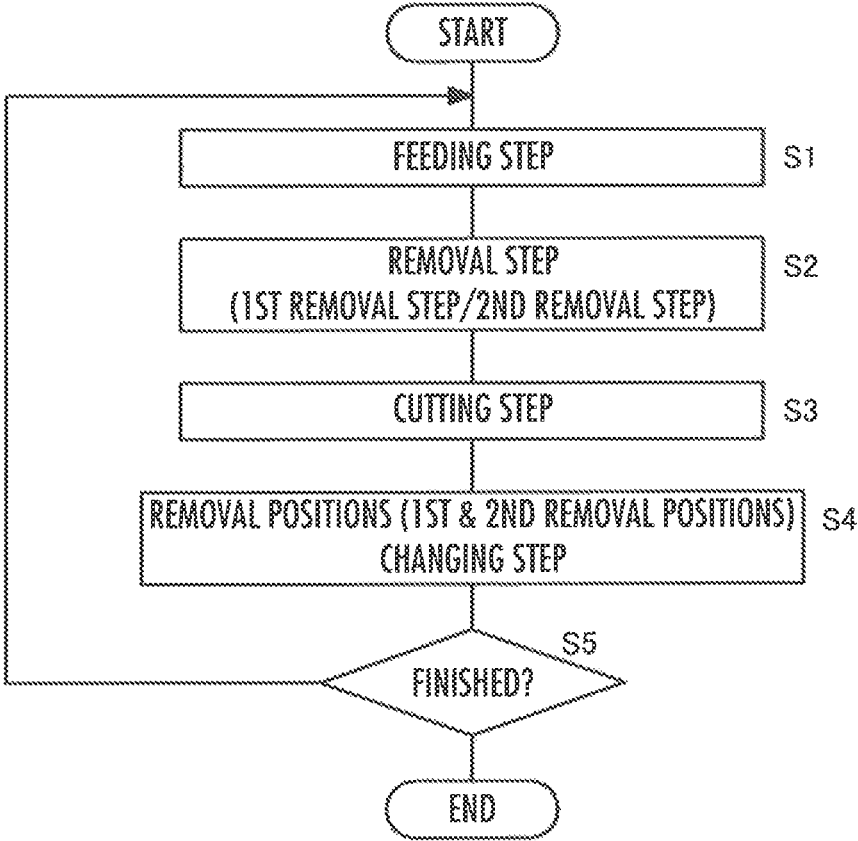 START
FEEDING STEP
S1
REMOVAL STEP
(1ST REMOVAL STEP/2ND REMOVAL STEP)
S2
CUTTING STEP
S3
REMOVAL POSITIONS (1ST & 2ND REMOVAL POSITIONS)
CHANGING STEP
S4
S5
FINISHED?
END